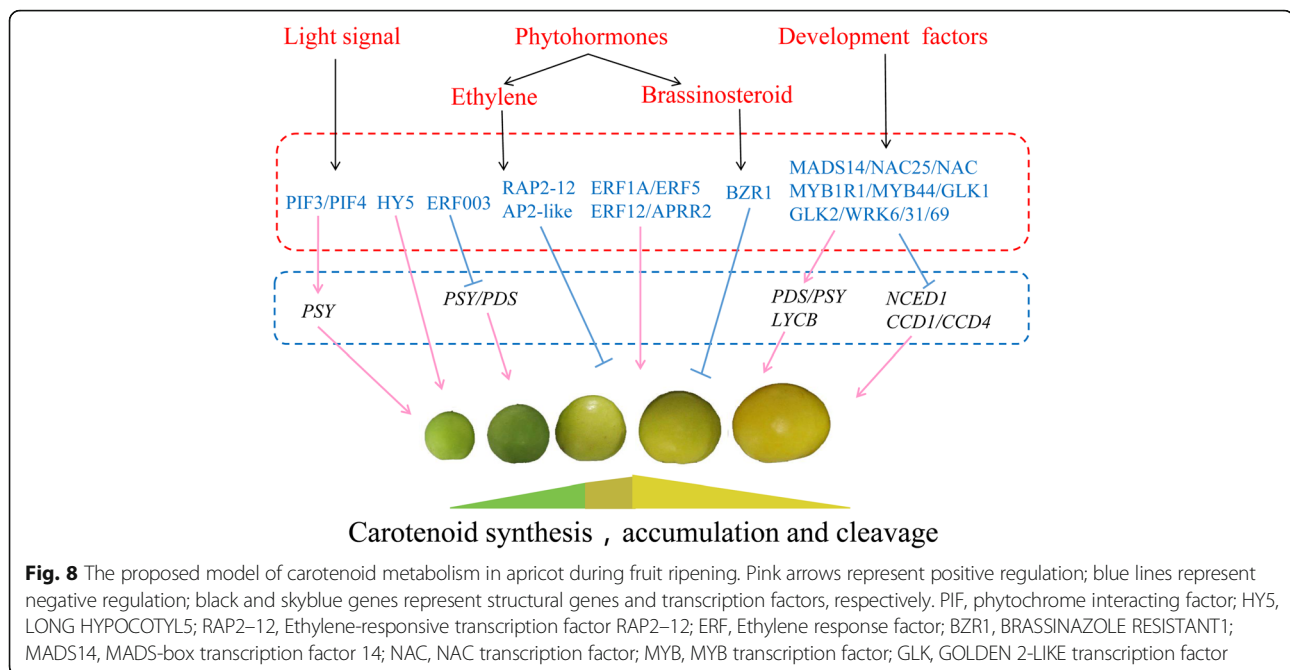 Light signal
Phytohormones
Development factors
Ethylene
Brassinosteroid
PIF3/PIF4
HY5
ERF003
RAP2-12
AP2-like
ERF1A/ERF5
ERF12/APRR2
BZR1
MADS14/NAC25/NAC
MYB1R1/MYB44/GLK1
GLK2/WRK6/31/69
PSY
PSY/PDS
PDS/PSY
LYCB
NCED1
CCD1/CCD4
Carotenoid synthesis , accumulation and cleavage
Fig. 8 The proposed model of carotenoid metabolism in apricot during fruit ripening. Pink arrows represent positive regulation; blue lines represent
negative regulation; black and skyblue genes represent structural genes and transcription factors, respectively. PIF, phytochrome interacting factor; HY5,
LONG HYPOCOTYL5; RAP2–12, Ethylene-responsive transcription factor RAP2–12; ERF, Ethylene response factor; BZR1, BRASSINAZOLE RESISTANT1;
MADS14, MADS-box transcription factor 14; NAC, NAC transcription factor; MYB, MYB transcription factor; GLK, GOLDEN 2-LIKE transcription factor